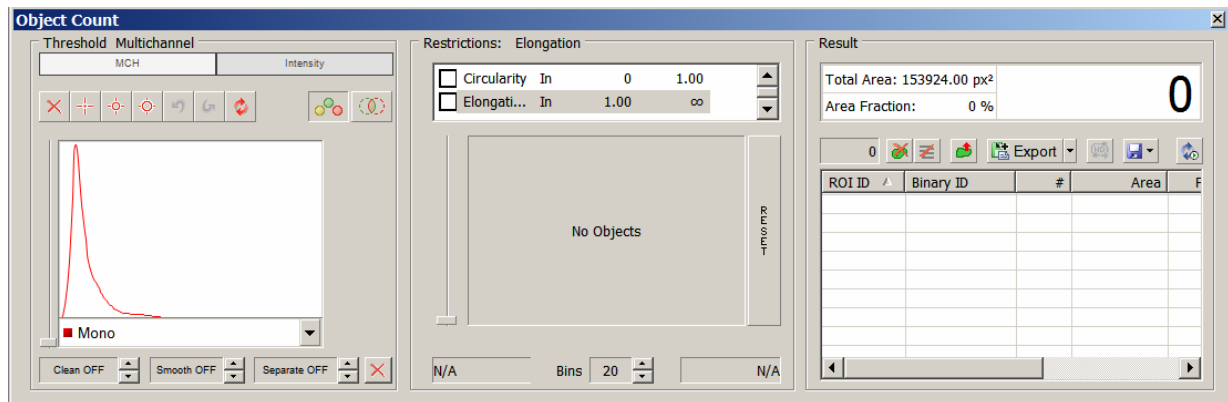 Object Count
Threshold Multichannel
MCH Intensity
Mono
Clean OFF Smooth OFF Separate OFF
Restrictions: Elongation
Circularity In 0 1.00
Elongati... In 1.00 ∞
No Objects
RESET
N/A Bins 20 N/A
Result
Total Area: 153924.00 px²
Area Fraction: 0 %
0
0 Export
ROI ID Binary ID # Area F